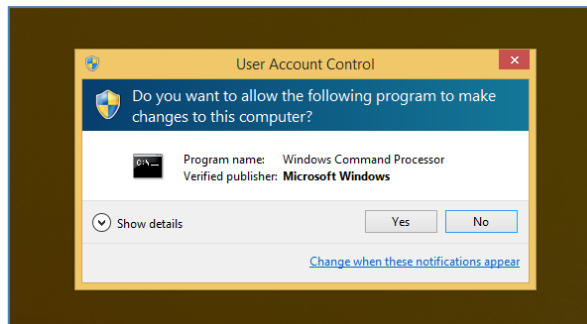 User Account Control
Do you want to allow the following program to make
changes to this computer?
C:\_
Program name: Windows Command Processor
Verified publisher: Microsoft Windows
Show details
Yes No
Change when these notifications appear